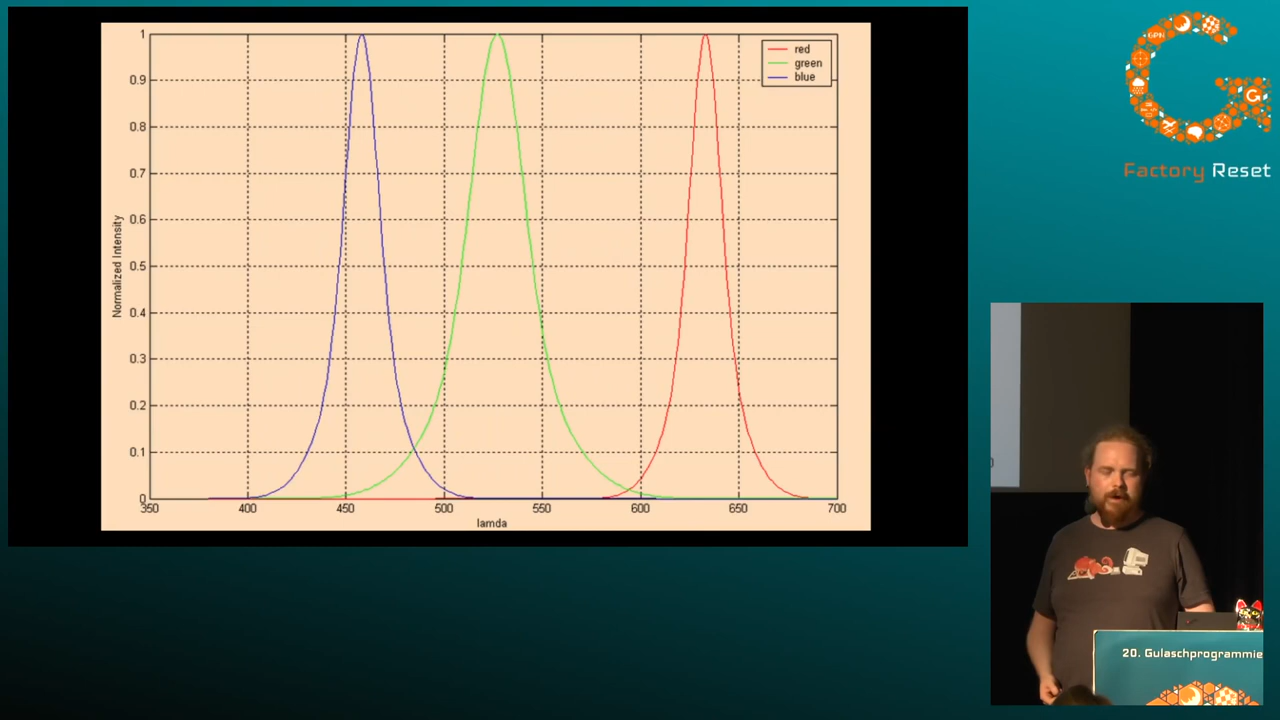 1
0.9
0.8
0.7
0.6
0.5
0.4
0.3
0.2
0.1
0
Normalized Intensity
350 400 450 500 550 600 650 700
lamda
red
green
blue
GPN
G
Factory Reset
20. Gulaschprogrammie